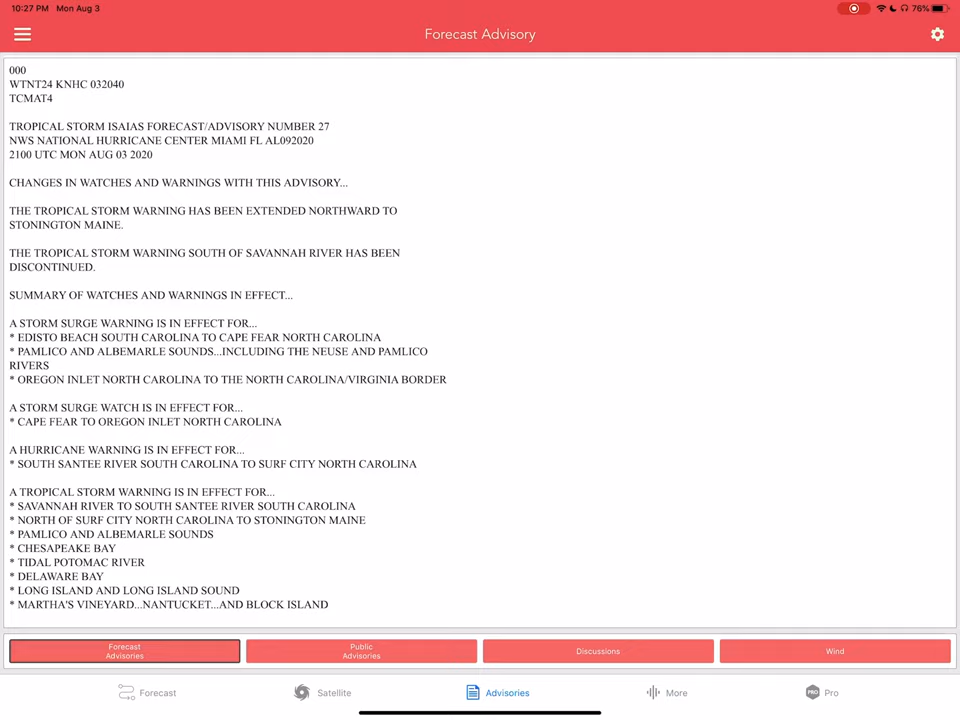 10:27 PM Mon Aug 3
76%
Forecast Advisory
000
WTNT24 KNHC 032040
TCMAT4
TROPICAL STORM ISAIAS FORECAST/ADVISORY NUMBER 27
NWS NATIONAL HURRICANE CENTER MIAMI FL AL092020
2100 UTC MON AUG 03 2020
CHANGES IN WATCHES AND WARNINGS WITH THIS ADVISORY...
THE TROPICAL STORM WARNING HAS BEEN EXTENDED NORTHWARD TO
STONINGTON MAINE.
THE TROPICAL STORM WARNING SOUTH OF SAVANNAH RIVER HAS BEEN
DISCONTINUED.
SUMMARY OF WATCHES AND WARNINGS IN EFFECT...
A STORM SURGE WARNING IS IN EFFECT FOR...
* EDISTO BEACH SOUTH CAROLINA TO CAPE FEAR NORTH CAROLINA
* PAMLICO AND ALBEMARLE SOUNDS...INCLUDING THE NEUSE AND PAMLICO
RIVERS
* OREGON INLET NORTH CAROLINA TO THE NORTH CAROLINA/VIRGINIA BORDER
A STORM SURGE WATCH IS IN EFFECT FOR...
* CAPE FEAR TO OREGON INLET NORTH CAROLINA
A HURRICANE WARNING IS IN EFFECT FOR...
* SOUTH SANTEE RIVER SOUTH CAROLINA TO SURF CITY NORTH CAROLINA
A TROPICAL STORM WARNING IS IN EFFECT FOR...
* SAVANNAH RIVER TO SOUTH SANTEE RIVER SOUTH CAROLINA
* NORTH OF SURF CITY NORTH CAROLINA TO STONINGTON MAINE
* PAMLICO AND ALBEMARLE SOUNDS
* CHESAPEAKE BAY
* TIDAL POTOMAC RIVER
* DELAWARE BAY
* LONG ISLAND AND LONG ISLAND SOUND
* MARTHA'S VINEYARD...NANTUCKET...AND BLOCK ISLAND
Forecast
Advisories
Public
Advisories
Discussions
Wind
Forecast
Satellite
Advisories
More
PRO
Pro